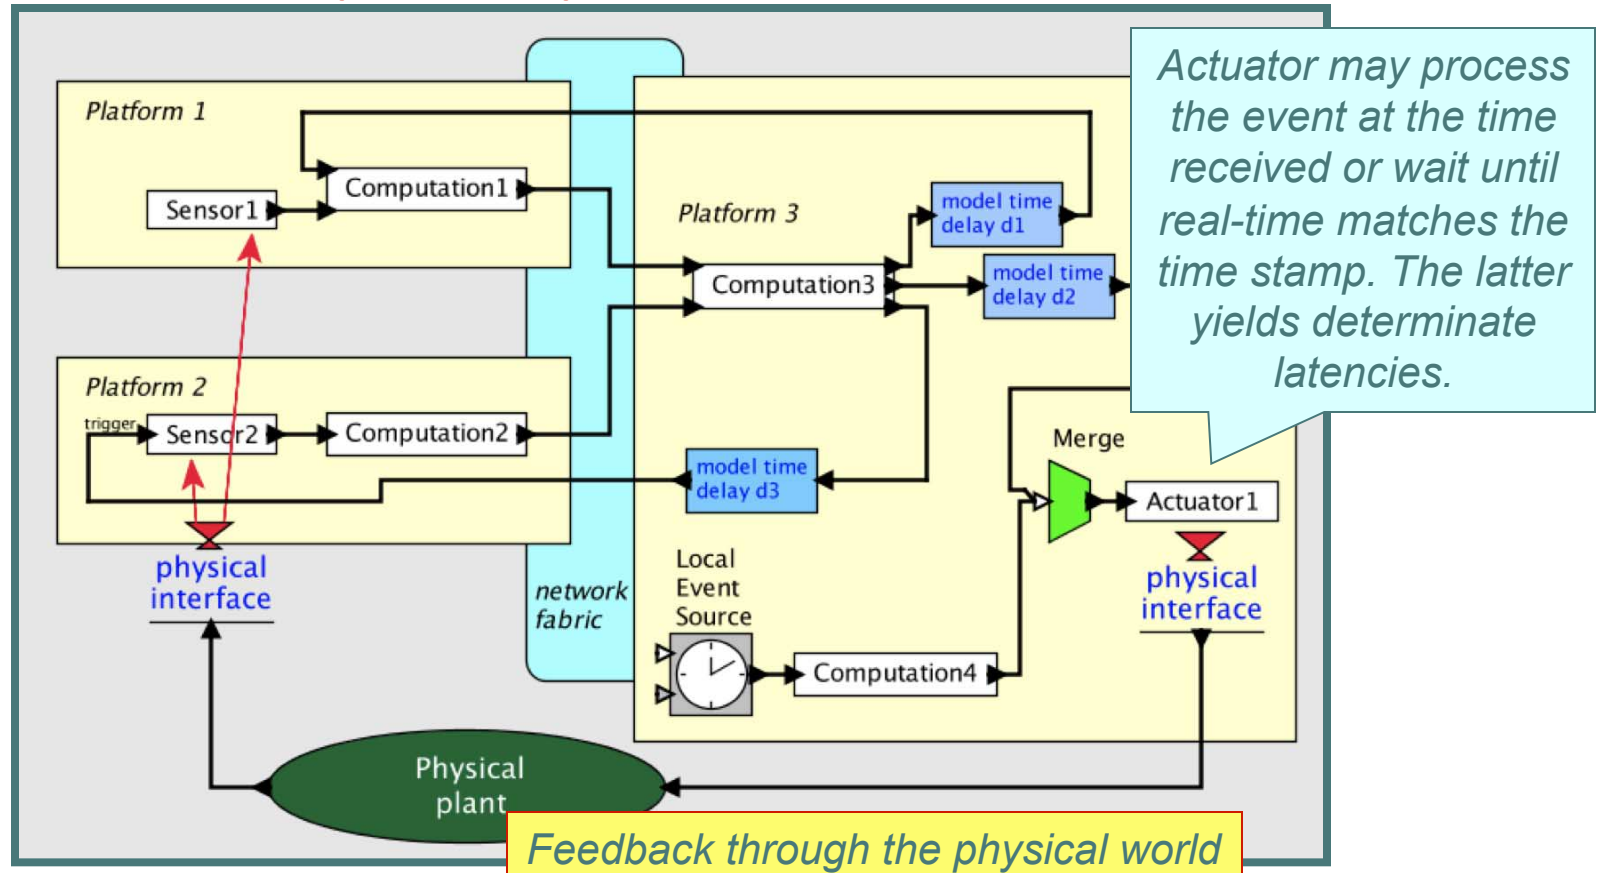 Platform 1
Computation1
Sensor1
Platform 2
trigger
Sensor2
Computation2
physical
interface
network
fabric
Platform 3
model time
delay d1
Computation3
model time
delay d2
model time
delay d3
Merge
Actuator1
physical
interface
Local
Event
Source
Computation4
Physical
plant
Actuator may process
the event at the time
received or wait until
real-time matches the
time stamp. The latter
yields determinate
latencies.
Feedback through the physical world